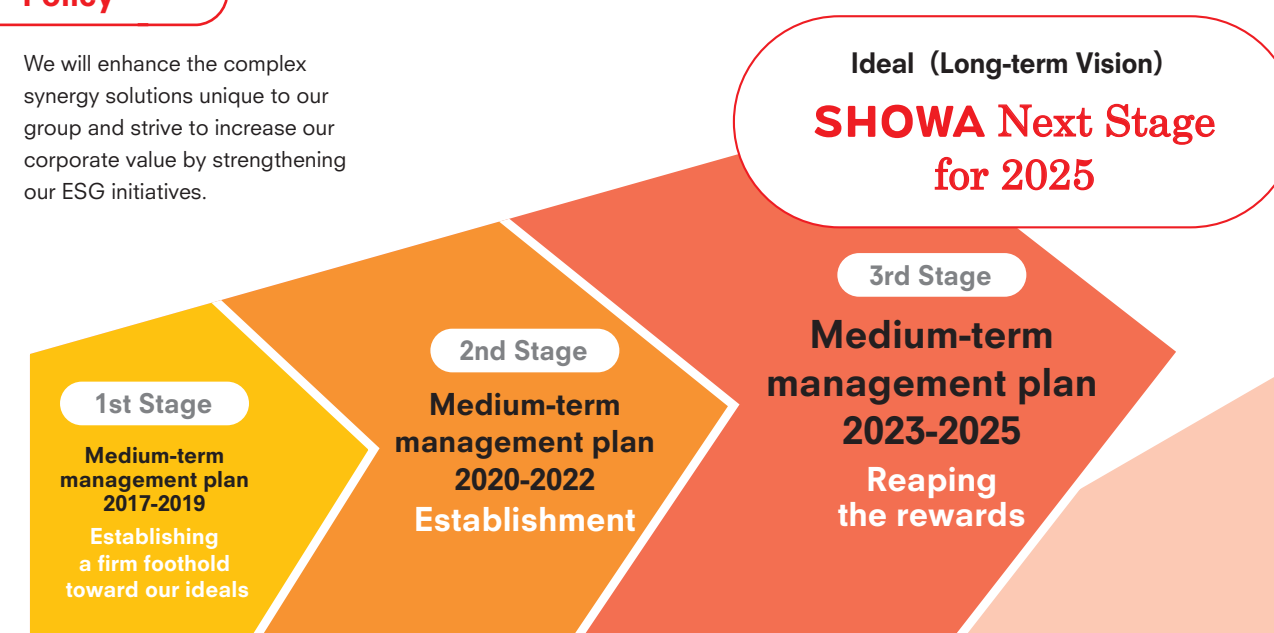 Policy
We will enhance the complex
synergy solutions unique to our
group and strive to increase our
corporate value by strengthening
our ESG initiatives.
Ideal（Long-term Vision）
SHOWA Next Stage
for 2025
1st Stage
Medium-term
management plan
2017-2019
Establishing
a firm foothold
toward our ideals
2nd Stage
Medium-term
management plan
2020-2022
Establishment
3rd Stage
Medium-term
management plan
2023-2025
Reaping
the rewards